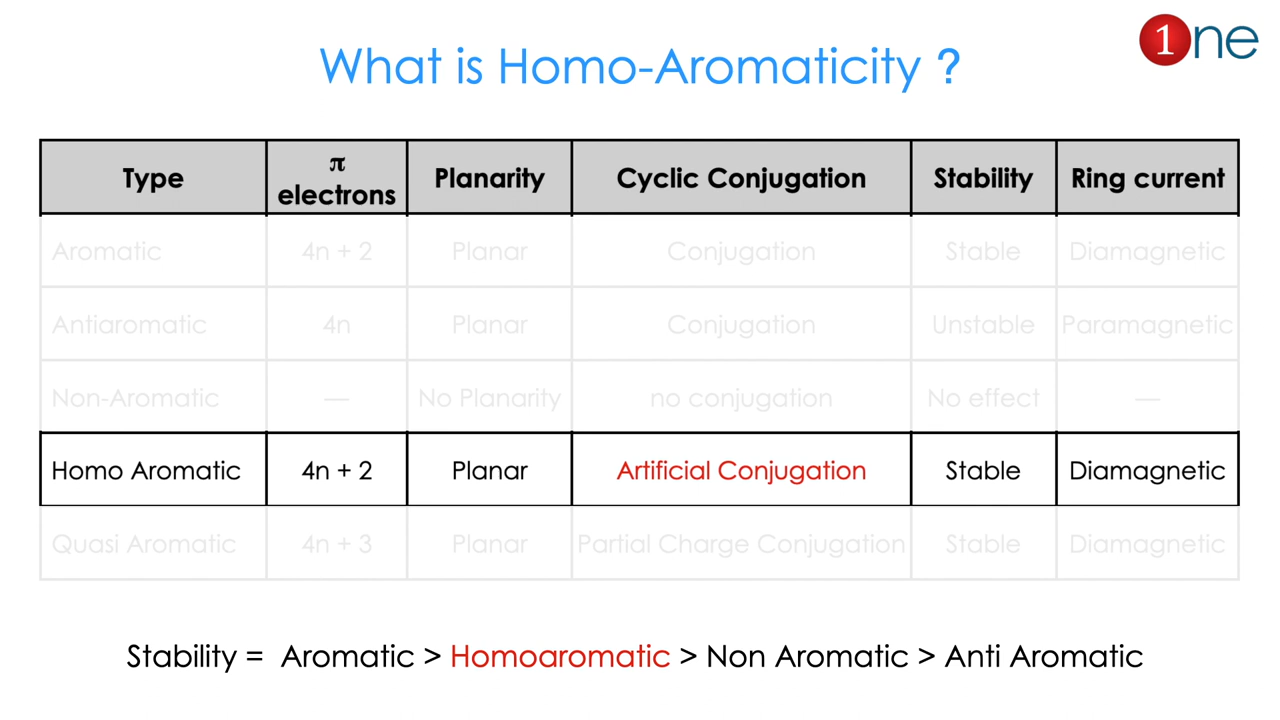 1ne
What is Homo-Aromaticity ?
Type π electrons Planarity Cyclic Conjugation Stability Ring current
Aromatic 4n + 2 Planar Conjugation Stable Diamagnetic
Antiaromatic 4n Planar Conjugation Unstable Paramagnetic
Non-Aromatic — No Planarity no conjugation No effect —
Homo Aromatic 4n + 2 Planar Artificial Conjugation Stable Diamagnetic
Quasi Aromatic 4n + 3 Planar Partial Charge Conjugation Stable Diamagnetic
Stability = Aromatic > Homoaromatic > Non Aromatic > Anti Aromatic